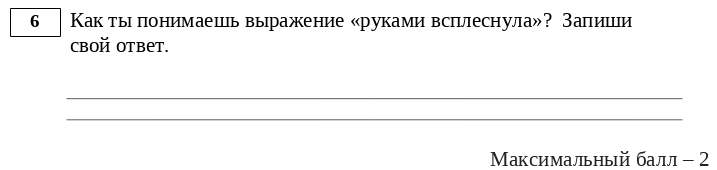 6 Как ты понимаешь выражение «руками всплеснула»? Запиши
свой ответ.
Максимальный балл – 2